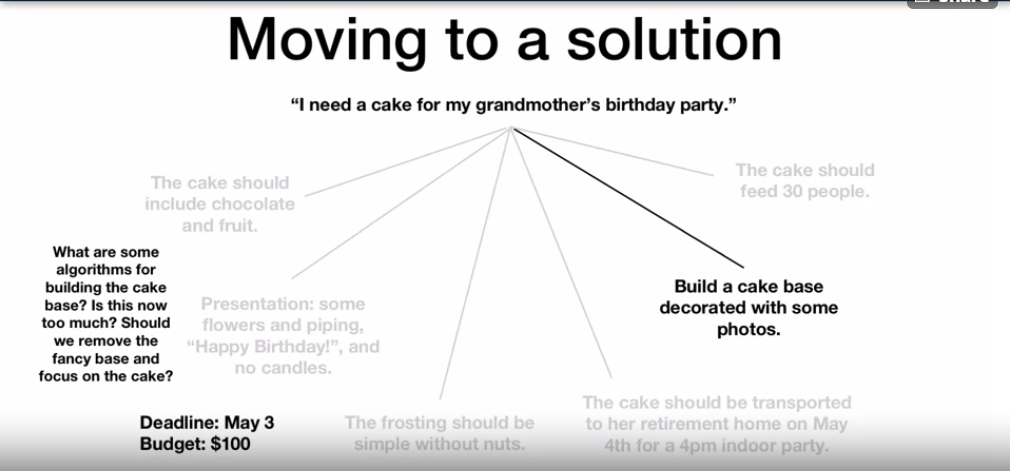 Moving to a solution
“I need a cake for my grandmother’s birthday party.”
The cake should
include chocolate
and fruit.
The cake should
feed 30 people.
What are some
algorithms for
building the cake
base? Is this now
too much? Should
we remove the
fancy base and
focus on the cake?
Presentation: some
flowers and piping,
“Happy Birthday!”, and
no candles.
Build a cake base
decorated with some
photos.
Deadline: May 3
Budget: $100
The frosting should be
simple without nuts.
The cake should be transported
to her retirement home on May
4th for a 4pm indoor party.